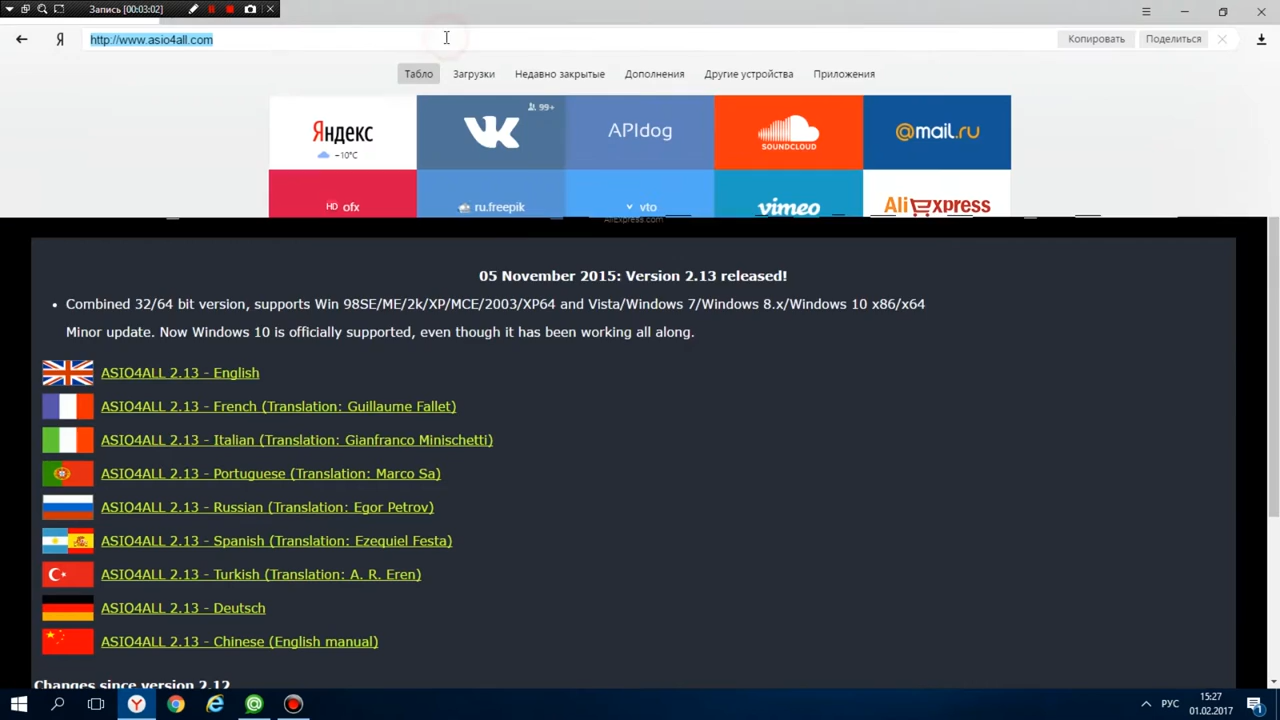 Запись [00:03:02]
http://www.asio4all.com
Копировать
Поделиться
Табло
Загрузки
Недавно закрытые
Дополнения
Другие устройства
Приложения
Яндекс
−10°C
99+
APIdog
SOUNDCLOUD
@mail.ru
HD ofx
ru.freepik
vto
vimeo
AliExpress
AliExpress.com
05 November 2015: Version 2.13 released!
• Combined 32/64 bit version, supports Win 98SE/ME/2k/XP/MCE/2003/XP64 and Vista/Windows 7/Windows 8.x/Windows 10 x86/x64
Minor update. Now Windows 10 is officially supported, even though it has been working all along.
ASIO4ALL 2.13 - English
ASIO4ALL 2.13 - French (Translation: Guillaume Fallet)
ASIO4ALL 2.13 - Italian (Translation: Gianfranco Minischetti)
ASIO4ALL 2.13 - Portuguese (Translation: Marco Sa)
ASIO4ALL 2.13 - Russian (Translation: Egor Petrov)
ASIO4ALL 2.13 - Spanish (Translation: Ezequiel Festa)
ASIO4ALL 2.13 - Turkish (Translation: A. R. Eren)
ASIO4ALL 2.13 - Deutsch
ASIO4ALL 2.13 - Chinese (English manual)
Changes since version 2.12
РУС
15:27
01.02.2017
1